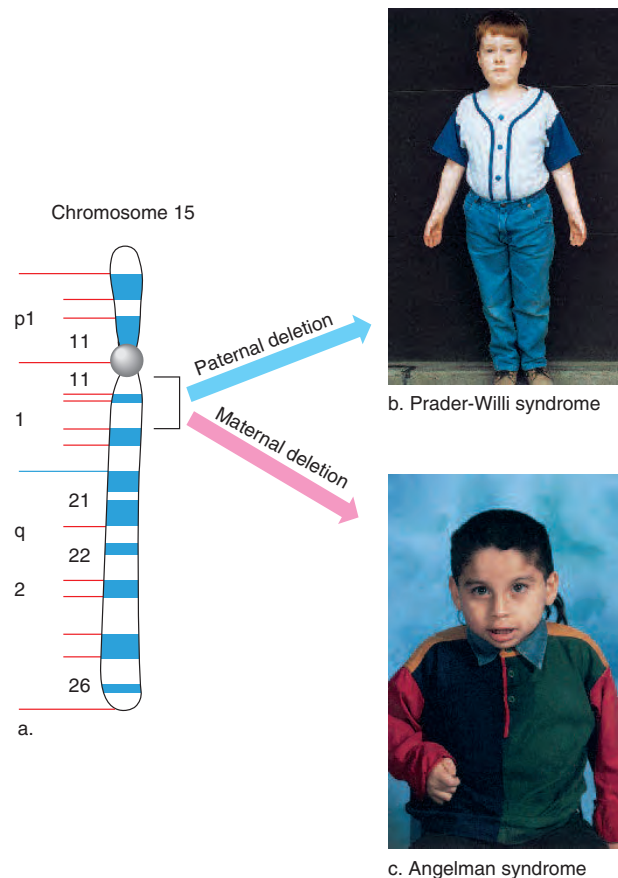 Chromosome 15
p1
11
11
1
21
q
22
2
26
a.
Paternal deletion
Maternal deletion
b. Prader-Willi syndrome
c. Angelman syndrome